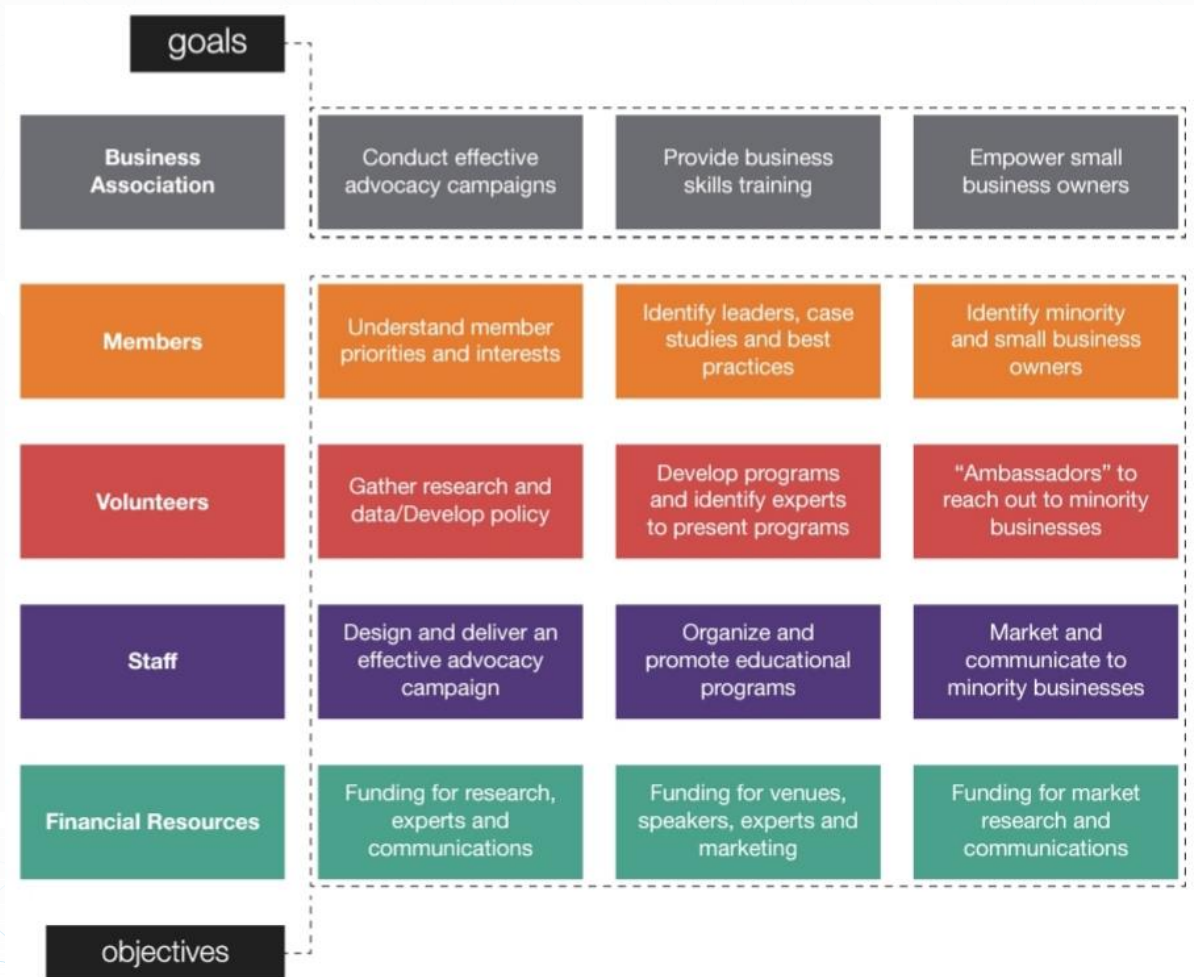 goals
Business
Association
Conduct effective
advocacy campaigns
Provide business
skills training
Empower small
business owners
Members
Understand member
priorities and interests
Identify leaders, case
studies and best
practices
Identify minority
and small business
owners
Volunteers
Gather research and
data/Develop policy
Develop programs
and identify experts
to present programs
“Ambassadors” to
reach out to minority
businesses
Staff
Design and deliver an
effective advocacy
campaign
Organize and
promote educational
programs
Market and
communicate to
minority businesses
Financial Resources
Funding for research,
experts and
communications
Funding for venues,
speakers, experts and
marketing
Funding for market
research and
communications
objectives